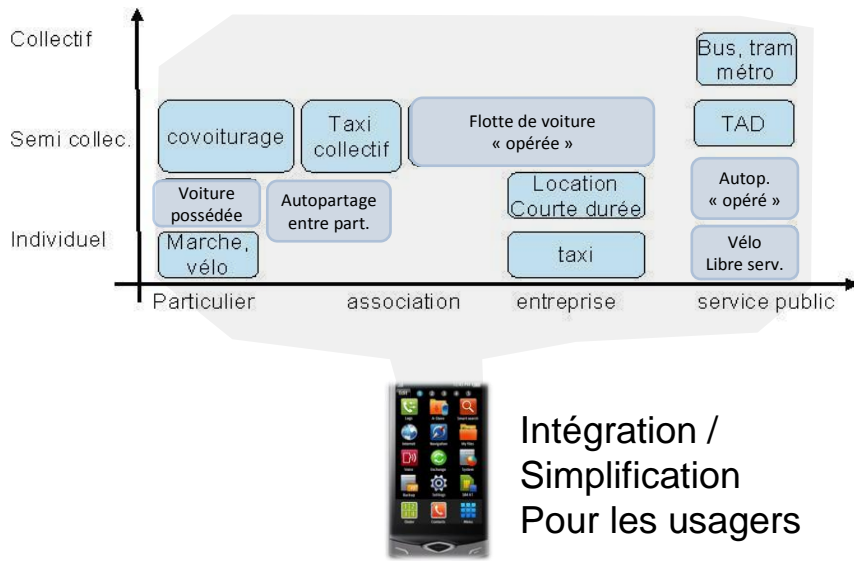 Collectif
Bus, tram
métro
Semi collec.
covoiturage
Taxi
collectif
Flotte de voiture
« opérée »
TAD
Voiture
possédée
Autopartage
entre part.
Location
Courte durée
Autop.
« opéré »
Individuel
Marche,
vélo
taxi
Vélo
Libre serv.
Particulier
association
entreprise
service public
Intégration /
Simplification
Pour les usagers